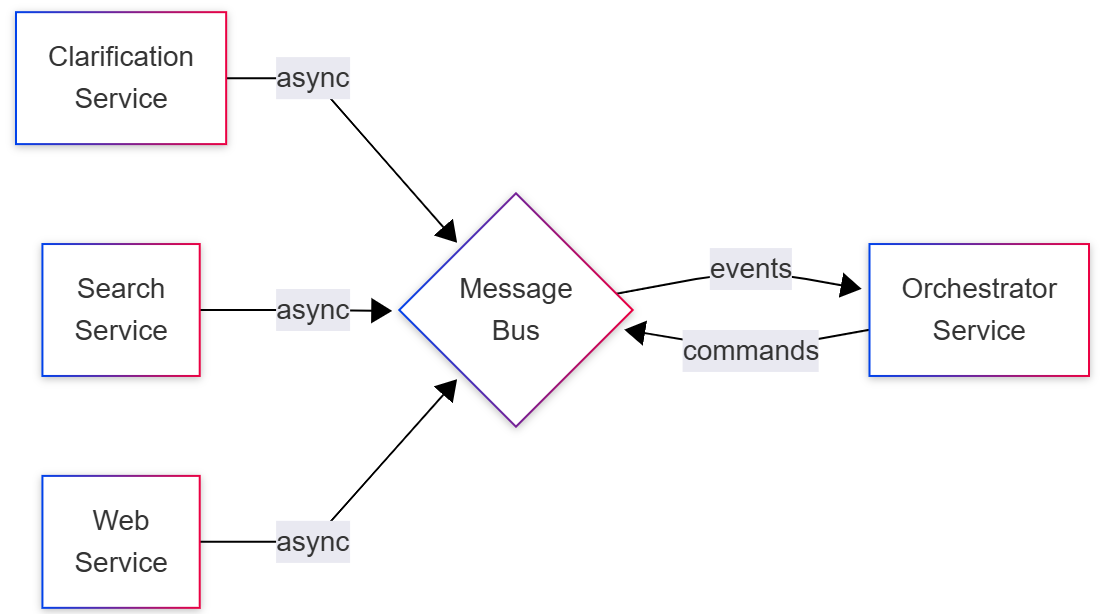 Clarification
Service
async
Search
Service
async
Message
Bus
events
commands
Orchestrator
Service
Web
Service
async